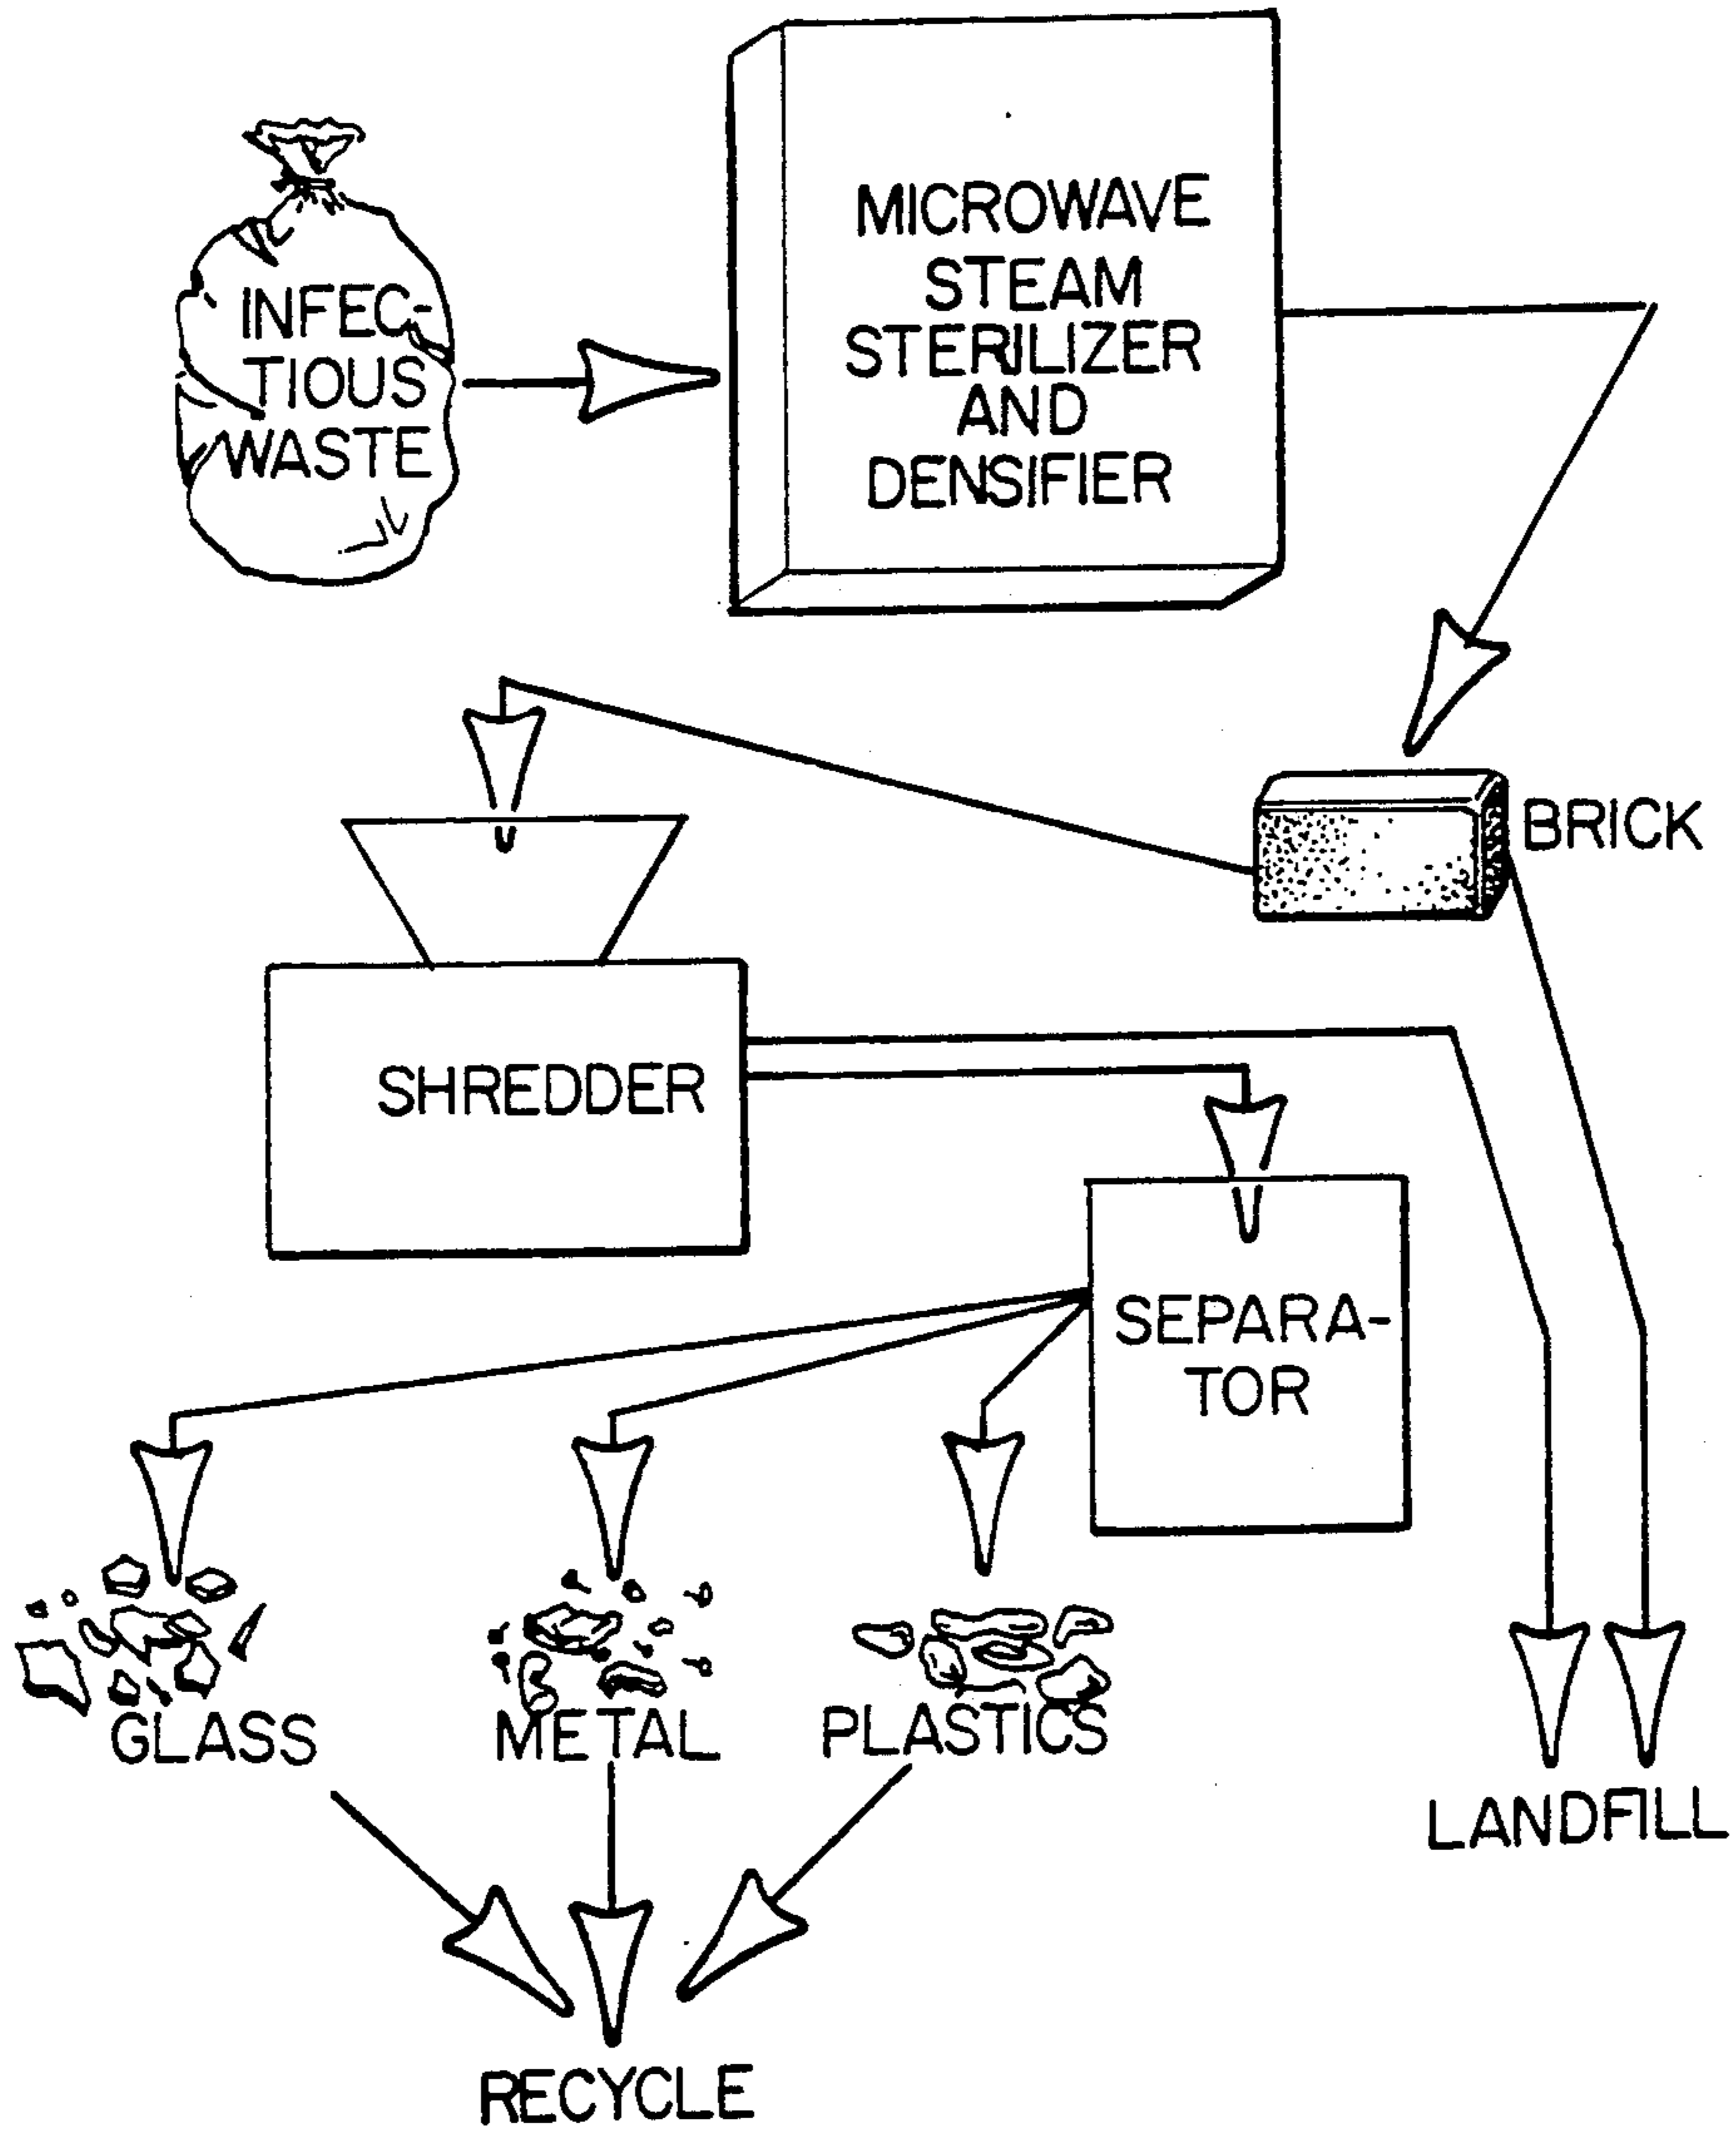 INFEC-
TIOUS
WASTE
MICROWAVE
STEAM
STERILIZER
AND
DENSIFIER
BRICK
SHREDDER
SEPARA-
TOR
GLASS
METAL
PLASTICS
LANDFILL
RECYCLE